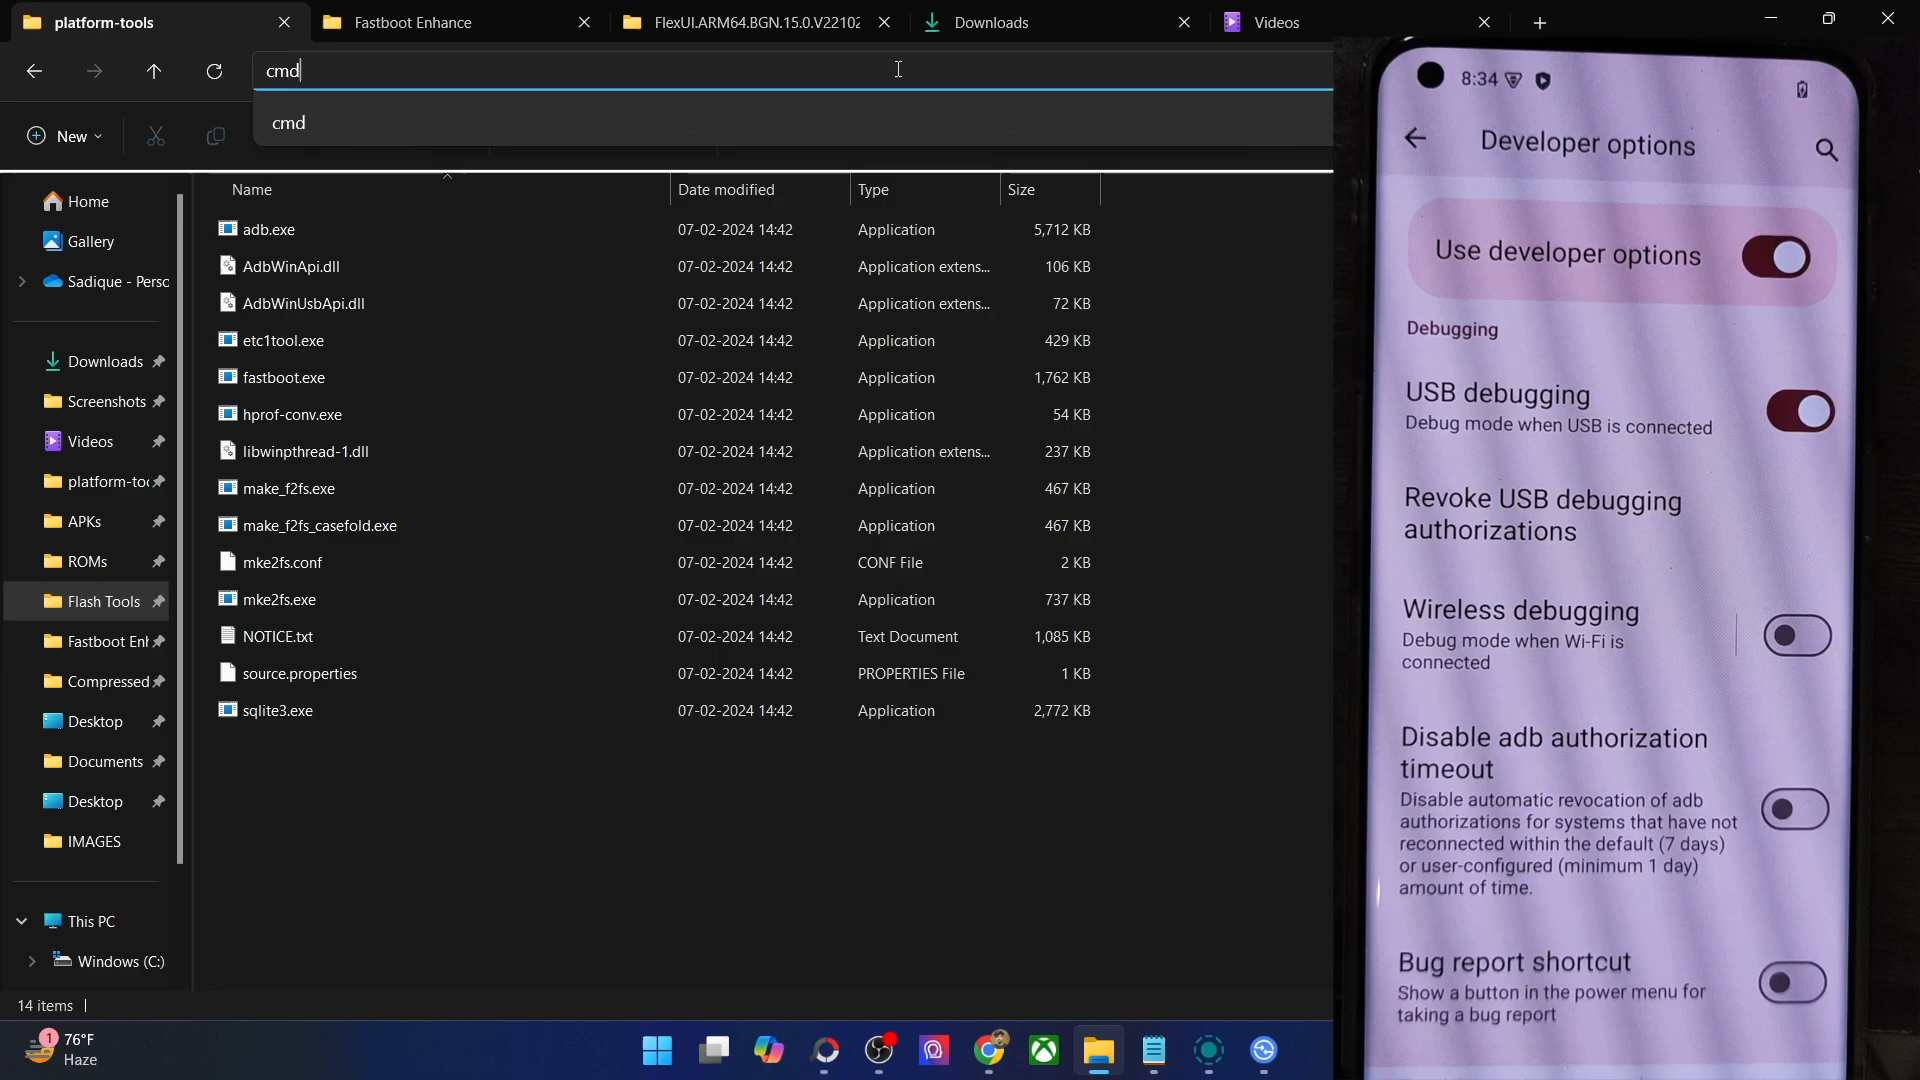 platform-tools
Fastboot Enhance
FlexUI.ARM64.BGN.15.0.V22102
Downloads
Videos
cmd
cmd
New
Name
Date modified
Type
Size
adb.exe 07-02-2024 14:42 Application 5,712 KB
AdbWinApi.dll 07-02-2024 14:42 Application extens... 106 KB
AdbWinUsbApi.dll 07-02-2024 14:42 Application extens... 72 KB
etc1tool.exe 07-02-2024 14:42 Application 429 KB
fastboot.exe 07-02-2024 14:42 Application 1,762 KB
hprof-conv.exe 07-02-2024 14:42 Application 54 KB
libwinpthread-1.dll 07-02-2024 14:42 Application extens... 237 KB
make_f2fs.exe 07-02-2024 14:42 Application 467 KB
make_f2fs_casefold.exe 07-02-2024 14:42 Application 467 KB
mke2fs.conf 07-02-2024 14:42 CONF File 2 KB
mke2fs.exe 07-02-2024 14:42 Application 737 KB
NOTICE.txt 07-02-2024 14:42 Text Document 1,085 KB
source.properties 07-02-2024 14:42 PROPERTIES File 1 KB
sqlite3.exe 07-02-2024 14:42 Application 2,772 KB
Home
Gallery
Sadique - Perso
Downloads
Screenshots
Videos
platform-too
APKs
ROMs
Flash Tools
Fastboot Enh
Compressed
Desktop
Documents
Desktop
IMAGES
This PC
Windows (C:)
14 items
1
76°F
Haze
8:34
Developer options
Use developer options
Debugging
USB debugging
Debug mode when USB is connected
Revoke USB debugging
authorizations
Wireless debugging
Debug mode when Wi-Fi is
connected
Disable adb authorization
timeout
Disable automatic revocation of adb
authorizations for systems that have not
reconnected within the default (7 days)
or user-configured (minimum 1 day)
amount of time.
Bug report shortcut
Show a button in the power menu for
taking a bug report